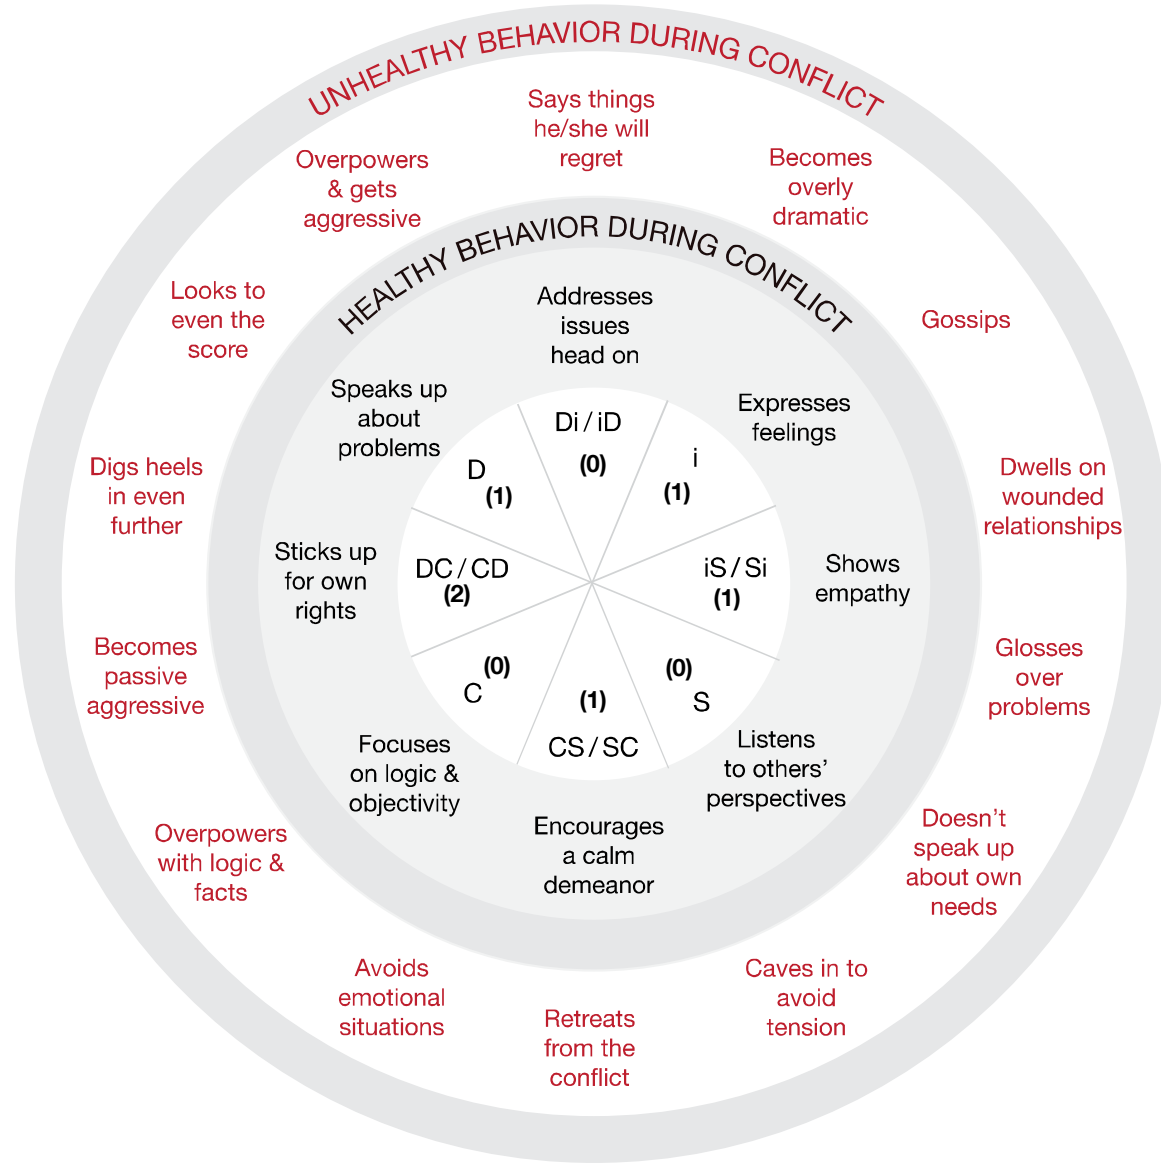 UNHEALTHY BEHAVIOR DURING CONFLICT
Says things
he/she will
regret
Becomes
overly
dramatic
Gossips
Dwells on
wounded
relationships
Glosses
over
problems
Doesn’t
speak up
about own
needs
Caves in to
avoid
tension
Retreats
from the
conflict
Avoids
emotional
situations
Overpowers
with logic &
facts
Becomes
passive
aggressive
Digs heels
in even
further
Looks to
even the
score
Overpowers
& gets
aggressive
HEALTHY BEHAVIOR DURING CONFLICT
Addresses
issues
head on
Expresses
feelings
Shows
empathy
Listens
to others’
perspectives
Encourages
a calm
demeanor
Focuses
on logic &
objectivity
Sticks up
for own
rights
Speaks up
about
problems
Di / iD
(0)
i
(1)
iS / Si
(1)
(0)
S
(1)
CS / SC
(0)
C
DC / CD
(2)
D
(1)